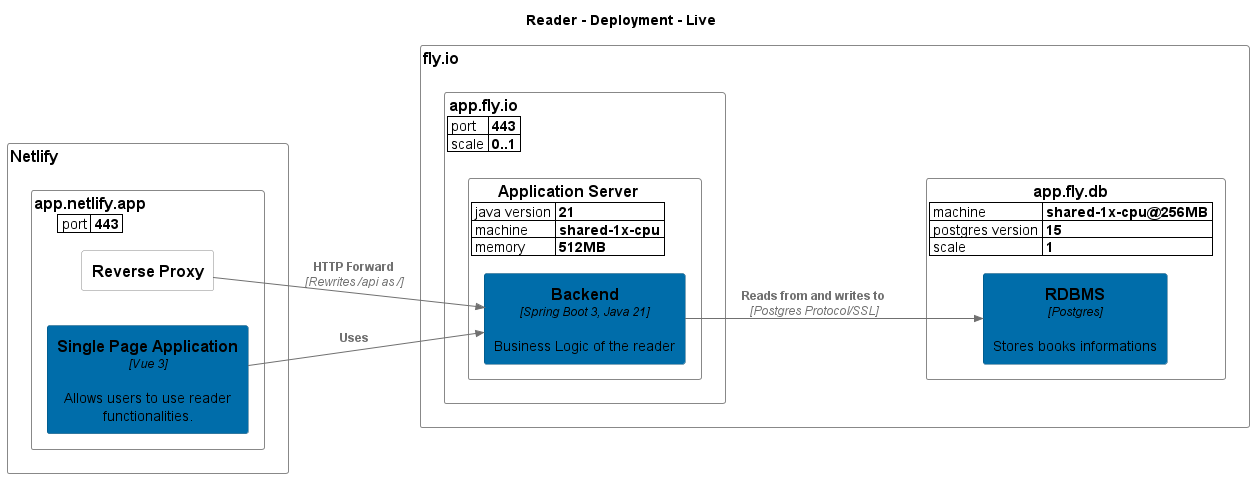 Reader - Deployment - Live
fly.io
app.fly.io
port 443
scale 0..1
Netlify
app.netlify.app
port 443
Reverse Proxy
Single Page Application
[Vue 3]
Allows users to use reader
functionalities.
HTTP Forward
[Rewrites /api as /]
Uses
Application Server
java version 21
machine shared-1x-cpu
memory 512MB
Backend
[Spring Boot 3, Java 21]
Business Logic of the reader
Reads from and writes to
[Postgres Protocol/SSL]
app.fly.db
machine shared-1x-cpu@256MB
postgres version 15
scale 1
RDBMS
[Postgres]
Stores books informations